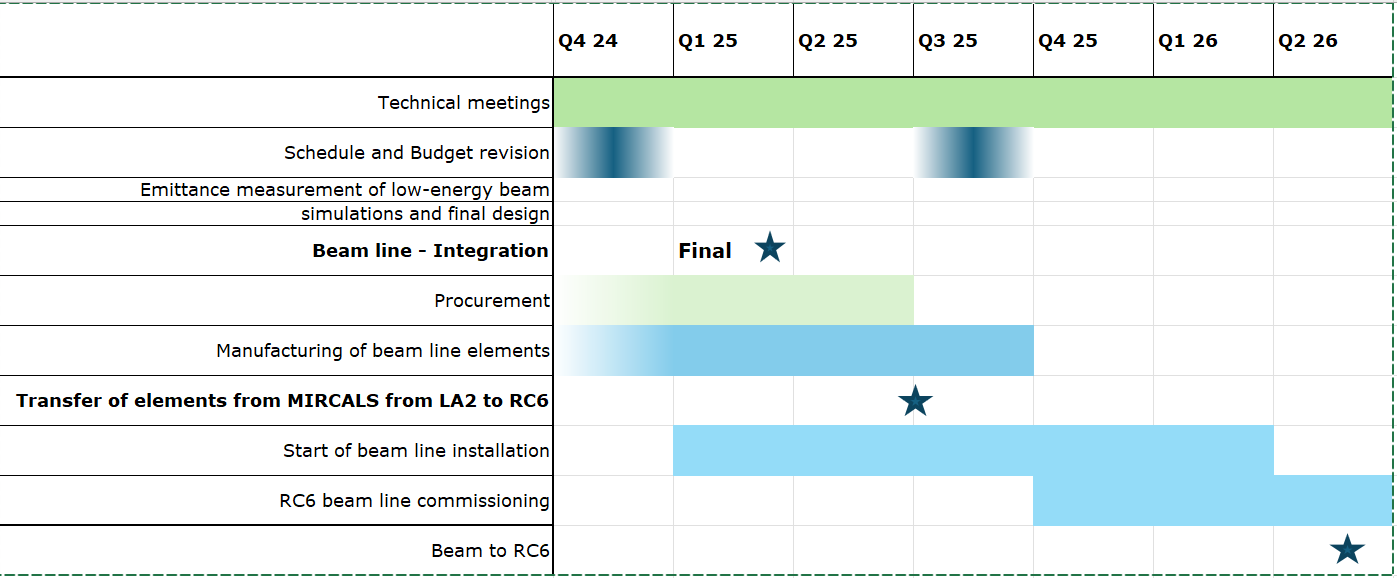 Q4 24 Q1 25 Q2 25 Q3 25 Q4 25 Q1 26 Q2 26
Technical meetings
Schedule and Budget revision
Emittance measurement of low-energy beam
simulations and final design
Beam line - Integration Final
Procurement
Manufacturing of beam line elements
Transfer of elements from MIRCALS from LA2 to RC6
Start of beam line installation
RC6 beam line commissioning
Beam to RC6